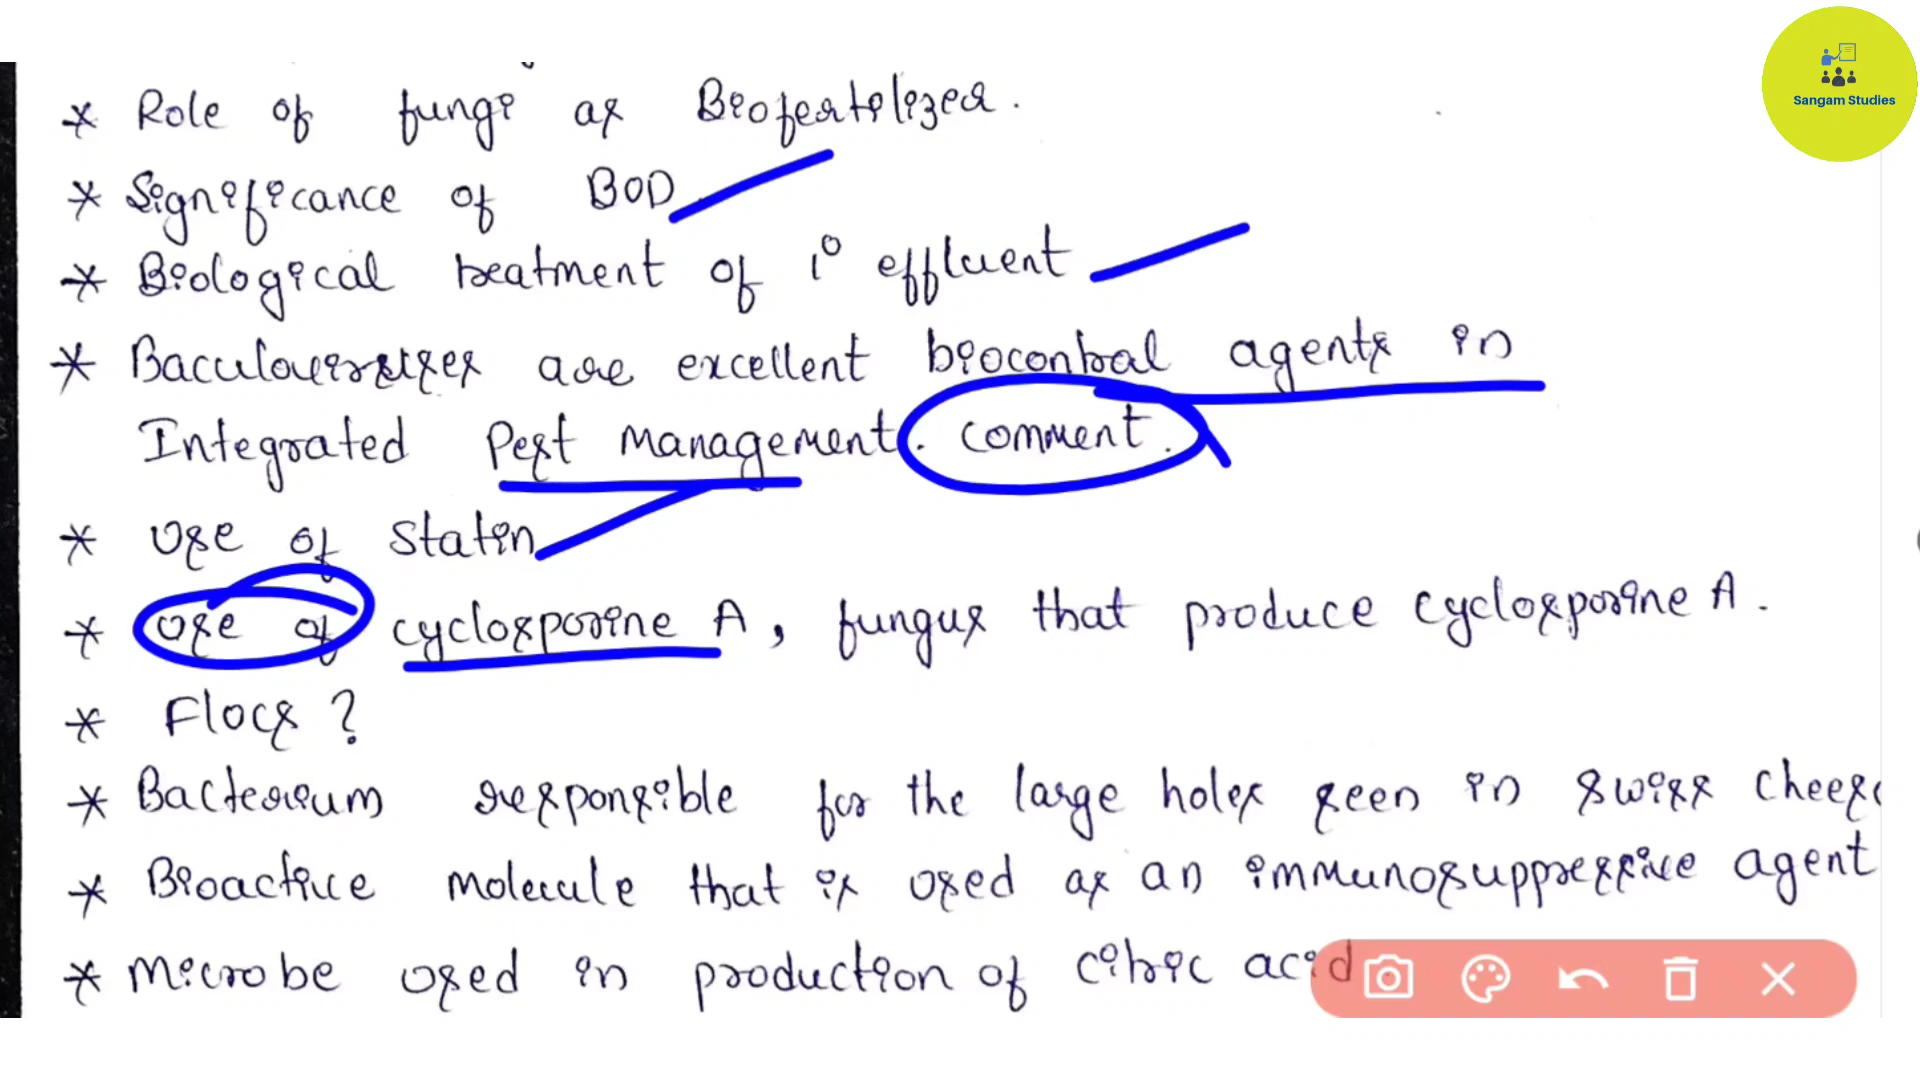 Sangam Studies
* Role of fungi as Biofertilizer.
* Significance of BOD
* Biological treatment of 1° effluent
* Baculoviruses are excellent biocontrol agents in
Integrated Pest Management. Comment.
* Use of Statin
* Use of cyclosporine A, fungus that produce cyclosporine A.
* Flocs?
* Bacterium responsible for the large holes seen in swiss cheese
* Bioactive molecule that is used as an immunosuppressive agent
* Microbe used in production of citric acid